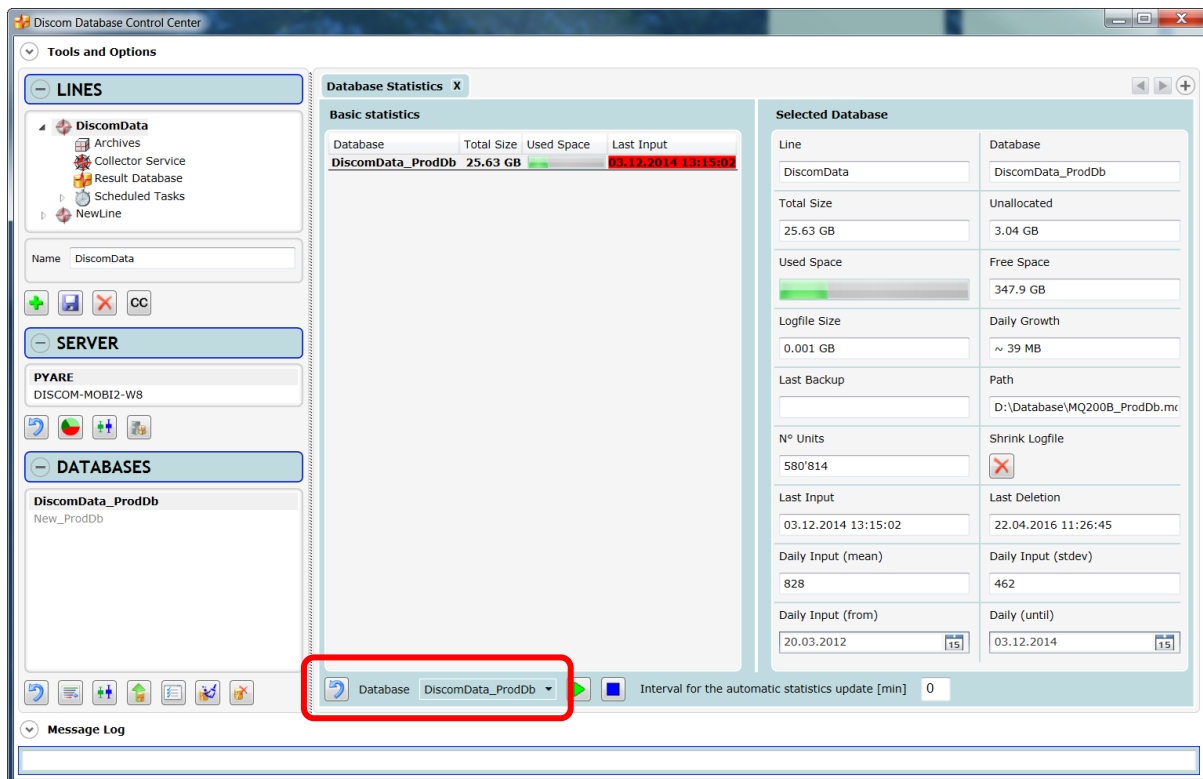 Discom Database Control Center
Tools and Options
LINES
DiscomData
Archives
Collector Service
Result Database
Scheduled Tasks
NewLine
Name DiscomData
CC
SERVER
PYARE
DISCOM-MOBI2-W8
DATABASES
DiscomData_ProdDb
New_ProdDb
Database Statistics X
Basic statistics
Database Total Size Used Space Last Input
DiscomData_ProdDb 25.63 GB 03.12.2014 13:15:02
Database DiscomData_ProdDb
Interval for the automatic statistics update [min] 0
Selected Database
Line Database
DiscomData DiscomData_ProdDb
Total Size Unallocated
25.63 GB 3.04 GB
Used Space Free Space
347.9 GB
Logfile Size Daily Growth
0.001 GB ~ 39 MB
Last Backup Path
D:\Database\MQ200B_ProdDb.mc
N° Units Shrink Logfile
580'814
Last Input Last Deletion
03.12.2014 13:15:02 22.04.2016 11:26:45
Daily Input (mean) Daily Input (stdev)
828 462
Daily Input (from) Daily (until)
20.03.2012 15 03.12.2014 15
Message Log